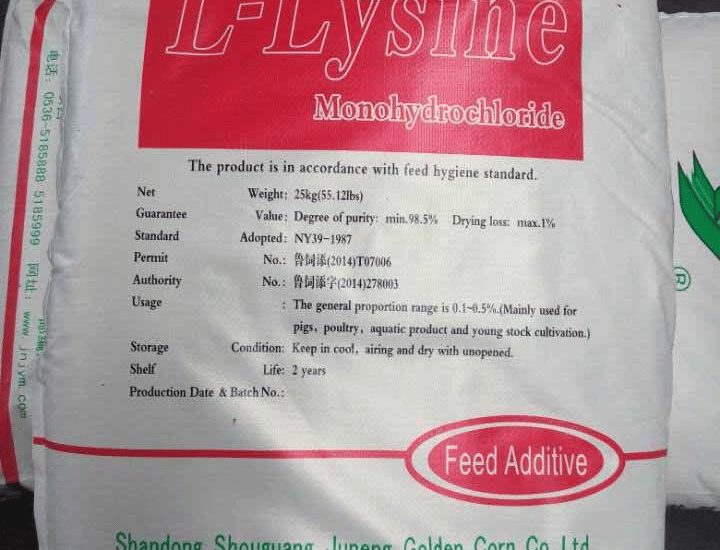 L-Lysine
Monohydrochloride
The product is in accordance with feed hygiene standard.
Net Weight: 25kg(55.12lbs)
Guarantee Value: Degree of purity: min.98.5% Drying loss: max.1%
Standard Adopted: NY39-1987
Permit No.: 鲁饲添(2014)T07006
Authority No.: 鲁饲添字(2014)278003
Usage : The general proportion range is 0.1~0.5%.(Mainly used for
pigs, poultry, aquatic product and young stock cultivation.)
Storage Condition: Keep in cool, airing and dry with unopened.
Shelf Life: 2 years
Production Date & Batch No.:
Feed Additive
Shandong Shouguang Juneng Golden Corn Co.Ltd
电话: 0536-5185888 5185999 网址: www.jnjym.com
®